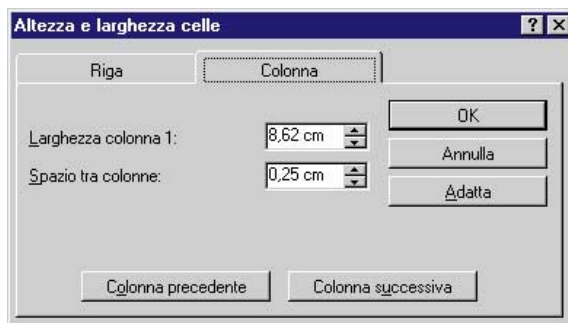 Altezza e larghezza celle
Riga Colonna
Larghezza colonna 1: 8,62 cm
Spazio tra colonne: 0,25 cm
OK
Annulla
Adatta
Colonna precedente Colonna successiva